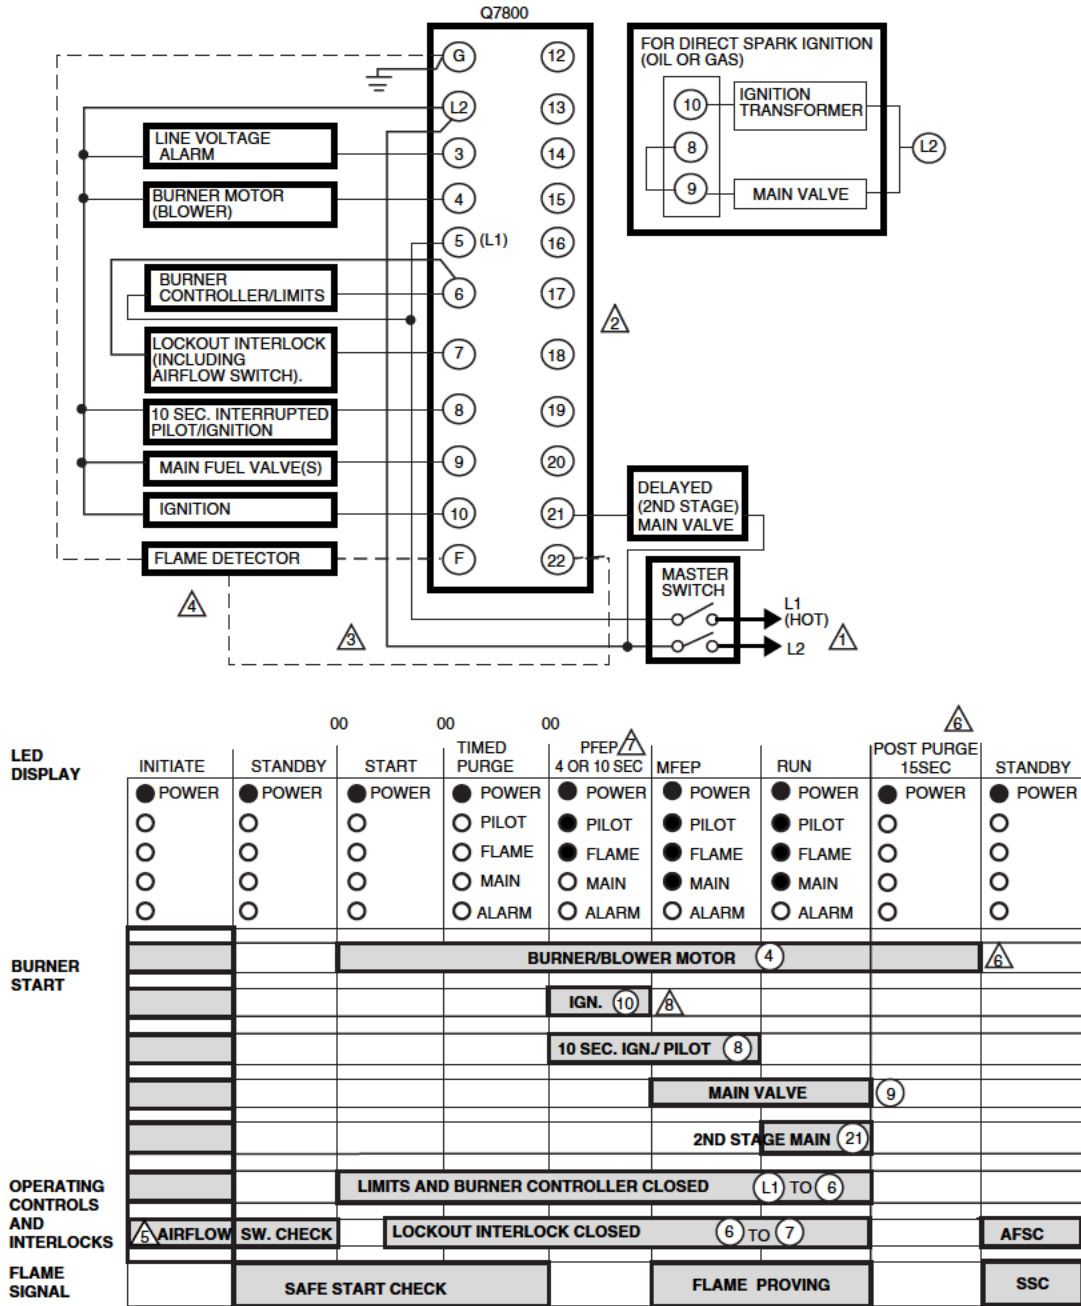 Q7800
G 12
L2 13
3 14
4 15
5 (L1) 16
6 17
7 18
8 19
9 20
10 21
F 22
LINE VOLTAGE
ALARM
BURNER MOTOR
(BLOWER)
BURNER
CONTROLLER/LIMITS
LOCKOUT INTERLOCK
(INCLUDING
AIRFLOW SWITCH).
10 SEC. INTERRUPTED
PILOT/IGNITION
MAIN FUEL VALVE(S)
IGNITION
FLAME DETECTOR
4
3
2
FOR DIRECT SPARK IGNITION
(OIL OR GAS)
10
IGNITION
TRANSFORMER
8
9
MAIN VALVE
L2
DELAYED
(2ND STAGE)
MAIN VALVE
MASTER
SWITCH
L1
(HOT)
L2
1
00 00 00 6
LED
DISPLAY
INITIATE
STANDBY
START
TIMED
PURGE
PFEP 7
4 OR 10 SEC
MFEP
RUN
POST PURGE
15SEC
STANDBY
POWER POWER POWER POWER POWER POWER POWER POWER POWER
PILOT PILOT PILOT PILOT
FLAME FLAME FLAME FLAME
MAIN MAIN MAIN MAIN
ALARM ALARM ALARM ALARM
BURNER
START
BURNER/BLOWER MOTOR 4 6
IGN. 10 8
10 SEC. IGN./ PILOT 8
MAIN VALVE 9
2ND STAGE MAIN 21
OPERATING
CONTROLS
AND
INTERLOCKS
LIMITS AND BURNER CONTROLLER CLOSED L1 TO 6
5 AIRFLOW SW. CHECK LOCKOUT INTERLOCK CLOSED 6 TO 7 AFSC
FLAME
SIGNAL
SAFE START CHECK FLAME PROVING SSC